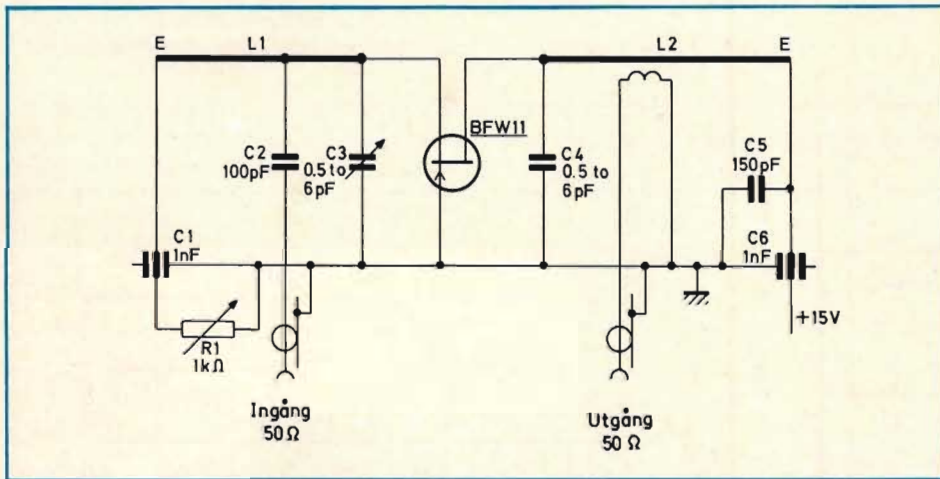 E
L1
L2
E
BFW11
C2
100pF
C3
0.5 to
6pF
C4
0.5 to
6pF
C5
150pF
C1
1nF
C6
1nF
R1
1kΩ
+15V
Ingång
50 Ω
Utgång
50 Ω